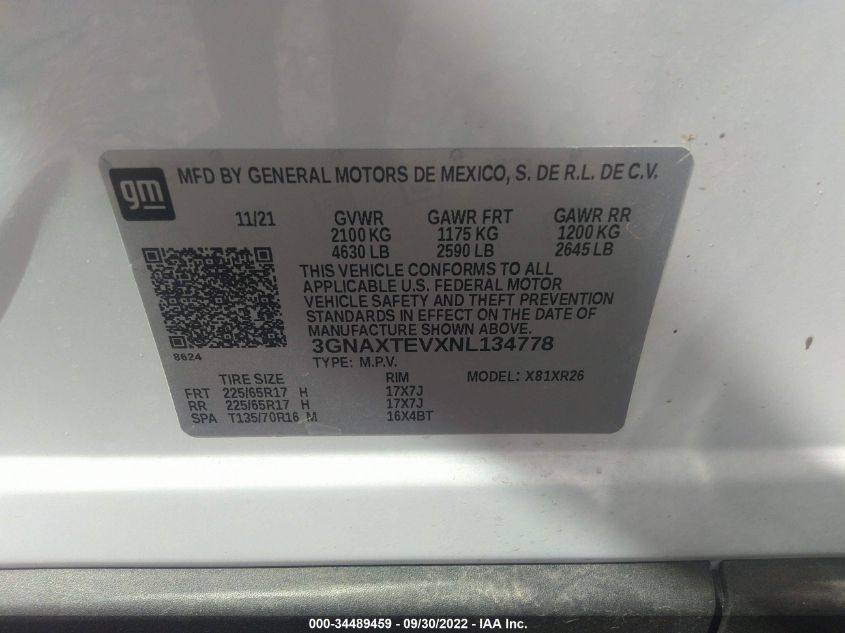 gm
MFD BY GENERAL MOTORS DE MEXICO, S. DE R.L. DE C.V.
11/21 GVWR GAWR FRT GAWR RR
2100 KG 1175 KG 1200 KG
4630 LB 2590 LB 2645 LB
THIS VEHICLE CONFORMS TO ALL
APPLICABLE U.S. FEDERAL MOTOR
VEHICLE SAFETY AND THEFT PREVENTION
STANDARDS IN EFFECT ON THE DATE OF
MANUFACTURE SHOWN ABOVE.
8624
3GNAXTEVXNL134778
TYPE: M.P.V.
TIRE SIZE RIM MODEL: X81XR26
FRT 225/65R17 H 17X7J
RR 225/65R17 H 17X7J
SPA T135/70R16 M 16X4BT
000-34489459 - 09/30/2022 - IAA Inc.